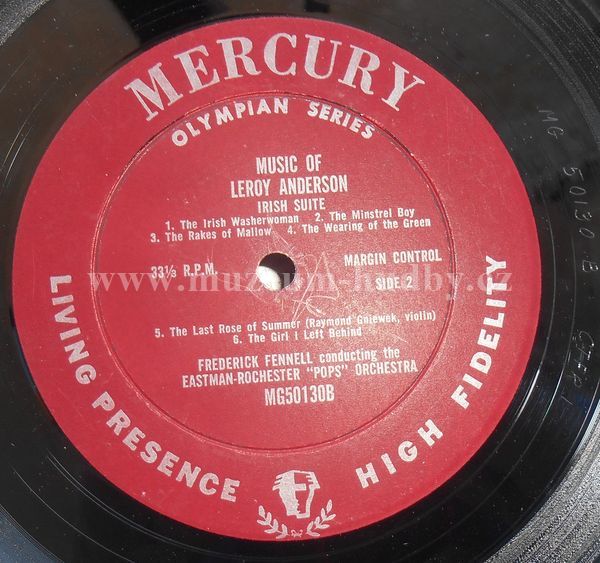 MERCURY
OLYMPIAN SERIES
MUSIC OF
LEROY ANDERSON
IRISH SUITE
1. The Irish Washerwoman 2. The Minstrel Boy
3. The Rakes of Mallow 4. The Wearing of the Green
33⅓ R.P.M. MARGIN CONTROL
SIDE 2
www.muzeum-hudby.cz
5. The Last Rose of Summer (Raymond Gniewek, violin)
6. The Girl I Left Behind
FREDERICK FENNELL conducting the
EASTMAN-ROCHESTER "POPS" ORCHESTRA
MG50130B
LIVING PRESENCE HIGH FIDELITY
MG 50130 B